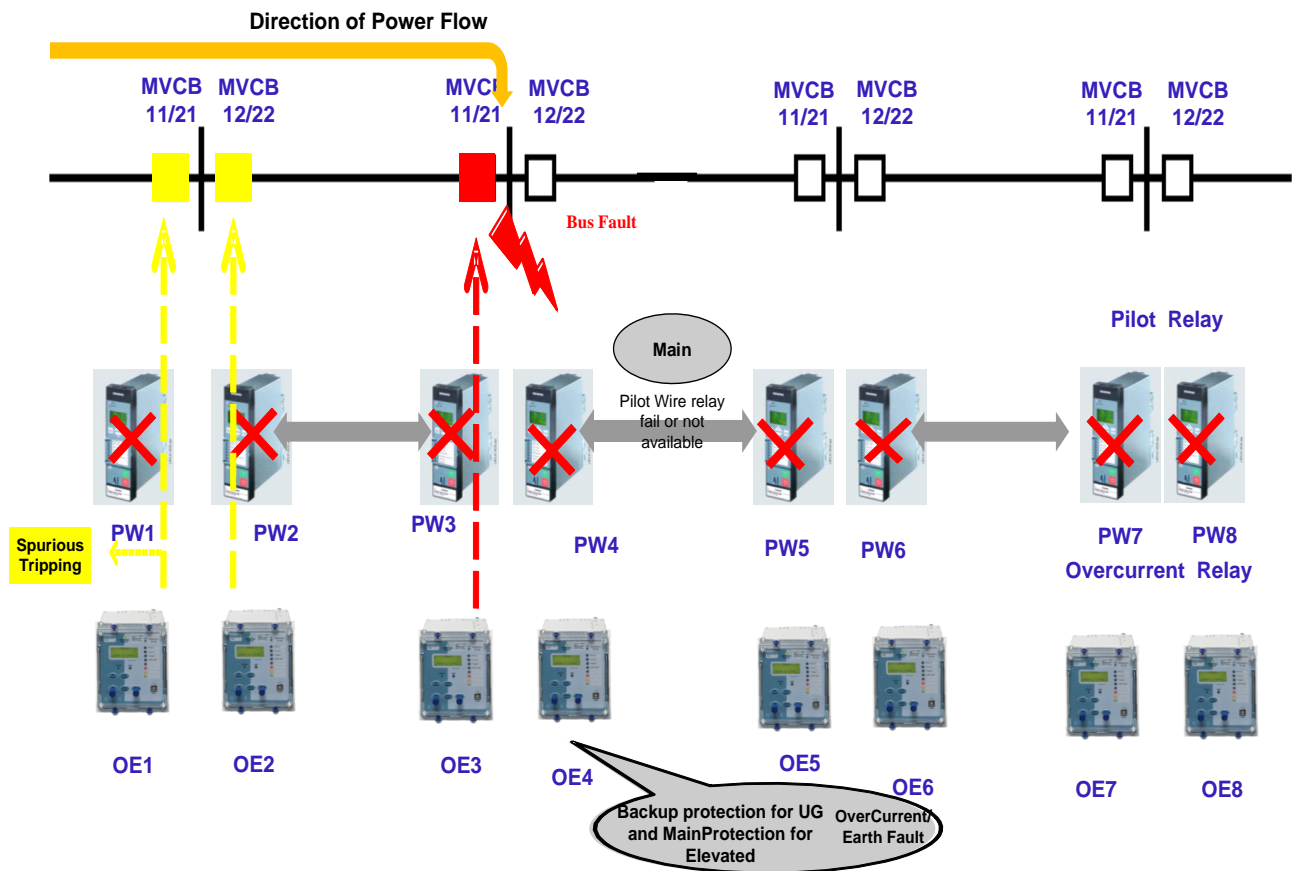 Direction of Power Flow
MVCB
11/21
MVCB
12/22
MVCB
11/21
MVCB
12/22
MVCB
11/21
MVCB
12/22
MVCB
11/21
MVCB
12/22
Bus Fault
Pilot Relay
Main
Pilot Wire relay
fail or not
available
PW1
PW2
PW3
PW4
PW5
PW6
PW7
PW8
Spurious
Tripping
Overcurrent Relay
OE1
OE2
OE3
OE4
OE5
OE6
OE7
OE8
Backup protection for UG
and MainProtection for
Elevated
OverCurrent/
Earth Fault